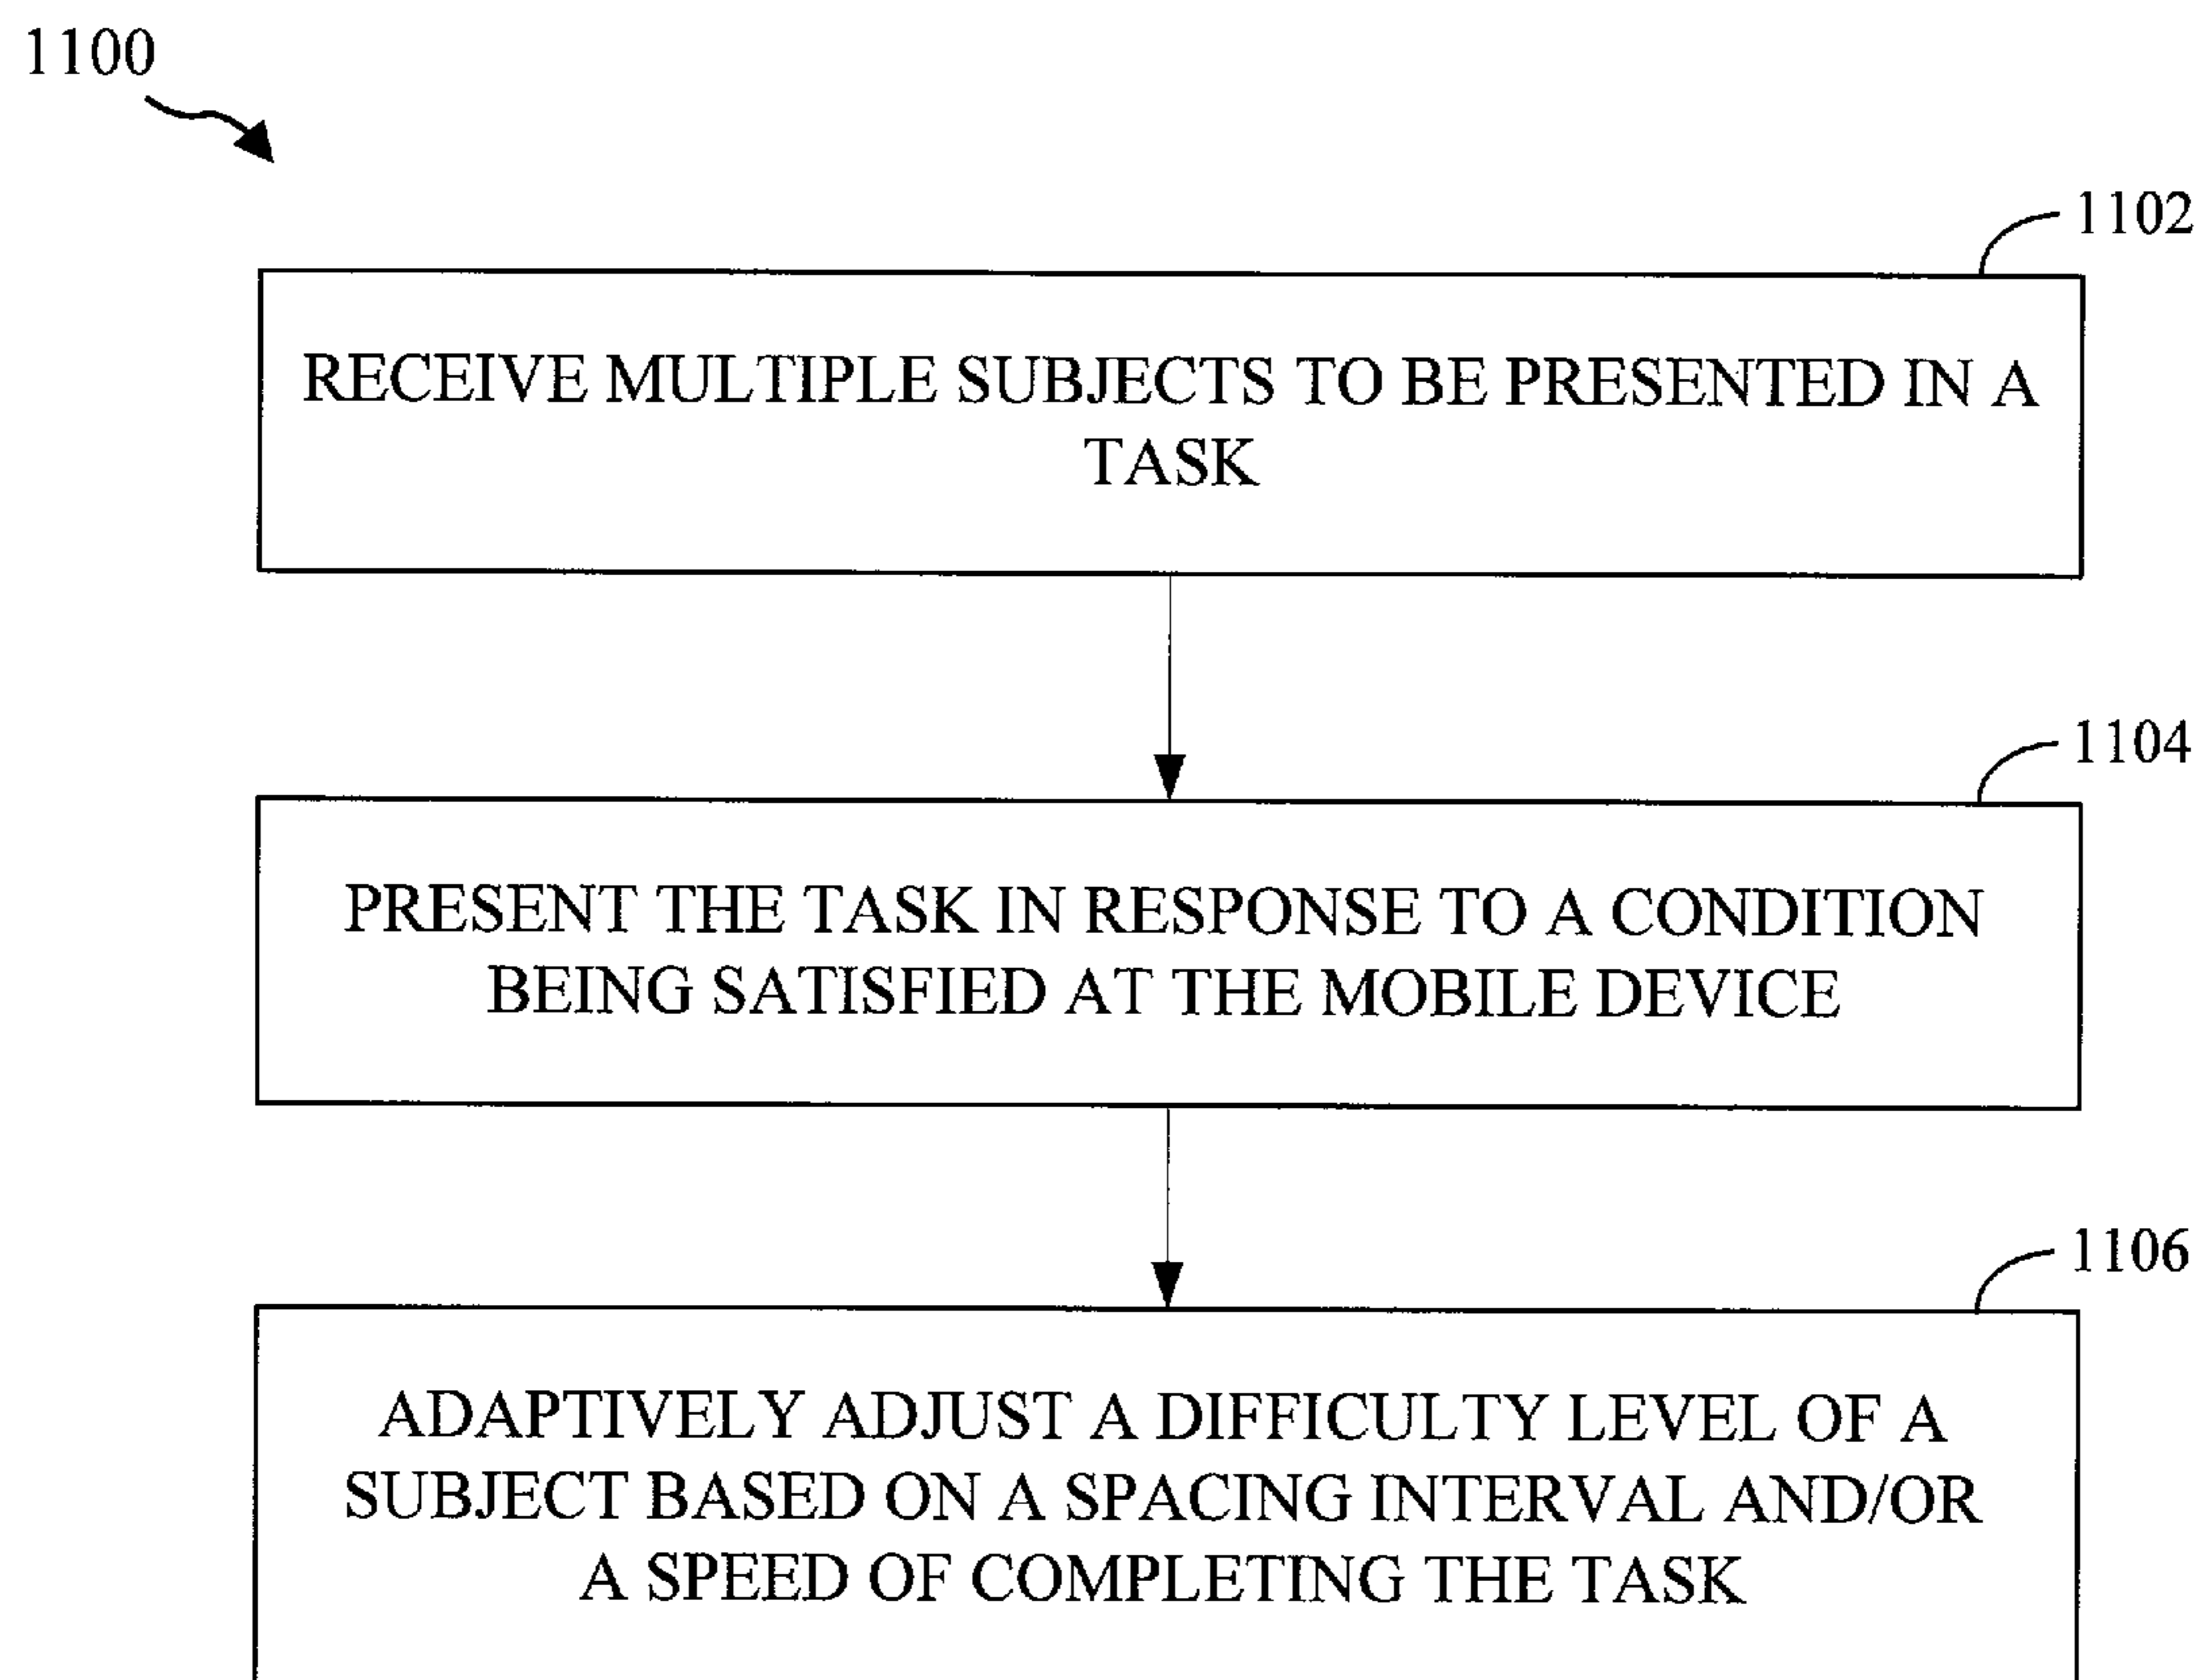 1100
1102
RECEIVE MULTIPLE SUBJECTS TO BE PRESENTED IN A
TASK
1104
PRESENT THE TASK IN RESPONSE TO A CONDITION
BEING SATISFIED AT THE MOBILE DEVICE
1106
ADAPTIVELY ADJUST A DIFFICULTY LEVEL OF A
SUBJECT BASED ON A SPACING INTERVAL AND/OR
A SPEED OF COMPLETING THE TASK